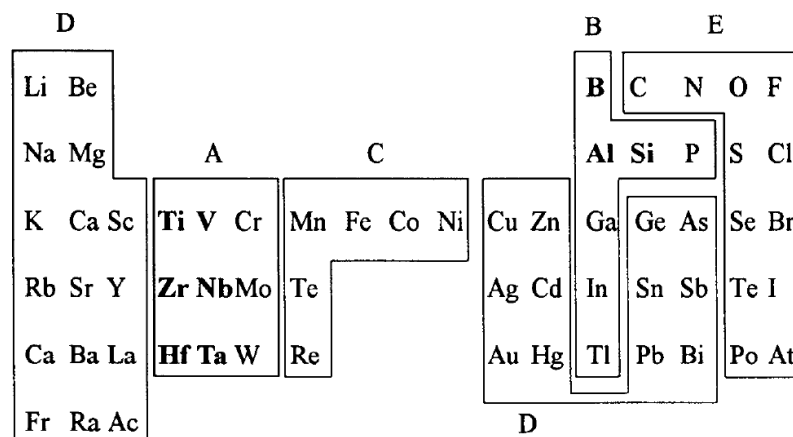 D B E
Li Be B C N O F
Na Mg A C Al Si P S Cl
K Ca Sc Ti V Cr Mn Fe Co Ni Cu Zn Ga Ge As Se Br
Rb Sr Y Zr Nb Mo Te Ag Cd In Sn Sb Te I
Ca Ba La Hf Ta W Re Au Hg Tl Pb Bi Po At
Fr Ra Ac D